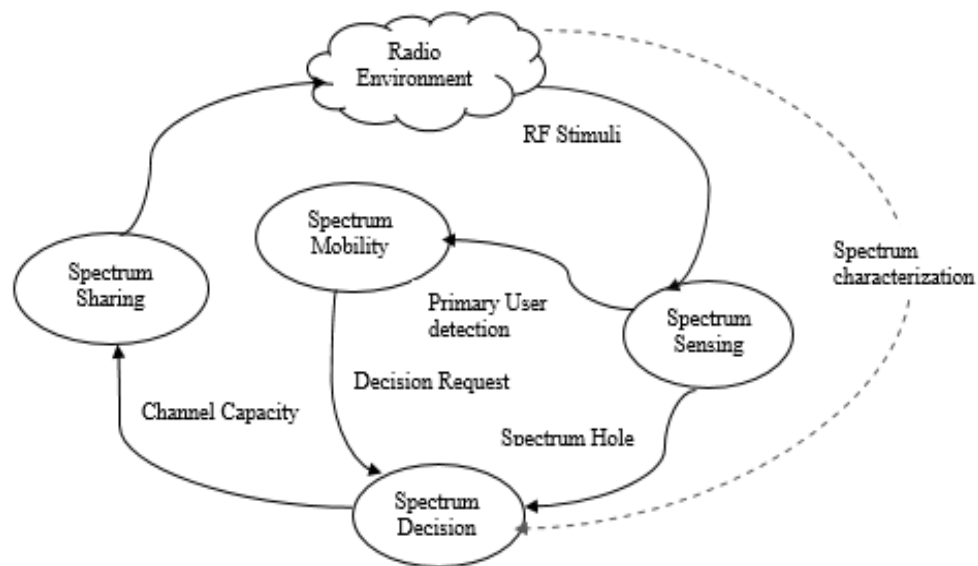 Radio
Environment
RF Stimuli
Spectrum
Mobility
Spectrum
Sharing
Spectrum
characterization
Primary User
detection
Spectrum
Sensing
Decision Request
Channel Capacity
Spectrum Hole
Spectrum
Decision